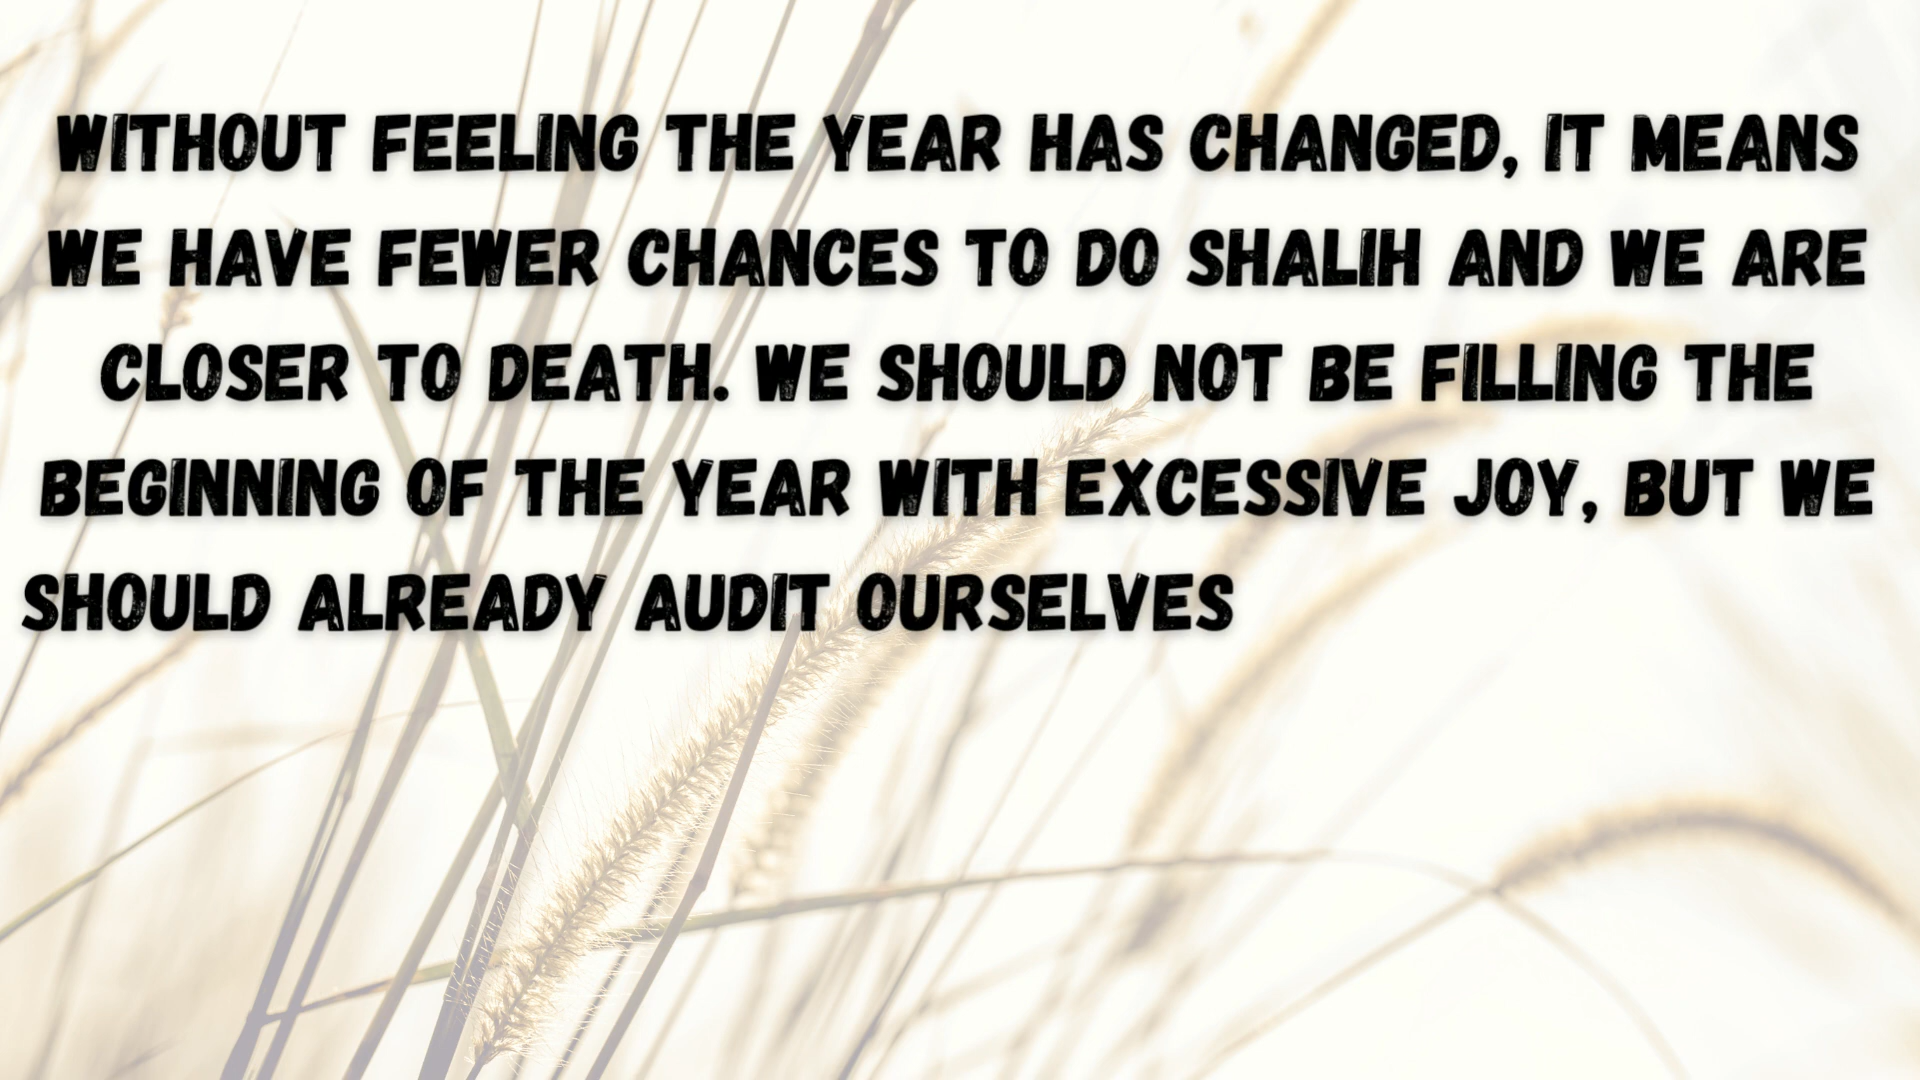 WITHOUT FEELING THE YEAR HAS CHANGED, IT MEANS
WE HAVE FEWER CHANCES TO DO SHALIH AND WE ARE
CLOSER TO DEATH. WE SHOULD NOT BE FILLING THE
BEGINNING OF THE YEAR WITH EXCESSIVE JOY, BUT WE
SHOULD ALREADY AUDIT OURSELVES